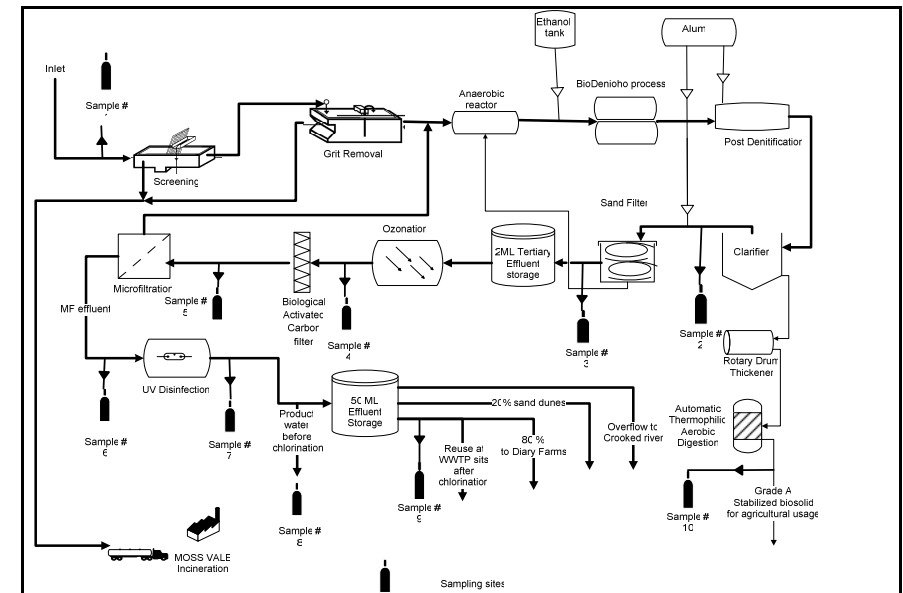 Ethanol
tank
Alum
Inlet
BioDenioho process
Anaerobic
reactor
Sample #
Grit Removal
Post Denitification
Screening
Sand Filter
Ozonation
2ML Tertiary
Effluent
storage
Clarifier
Microfiltration
Sample #
5
Biological
Activated
Carbon
filter
MF effluent
Sample #
4
Sample #
3
Sample #
2
Rotary Drum
Thickener
UV Disinfection
50 ML
Effluent
Storage
20% sand dunes
Product
water
before
chlorination
Automatic
Thermophilic
Aerobic
Digestion
Overflow to
Crooked river
80 %
to Diary Farms
Reuse at
WWTP sits
after
chlorination
Sample #
6
Sample #
7
Sample #
9
Grade A
Stabilized biosolid
for agricultural usage
Sample #
10
Sample #
8
MOSS VALE
Incineration
Sampling sites